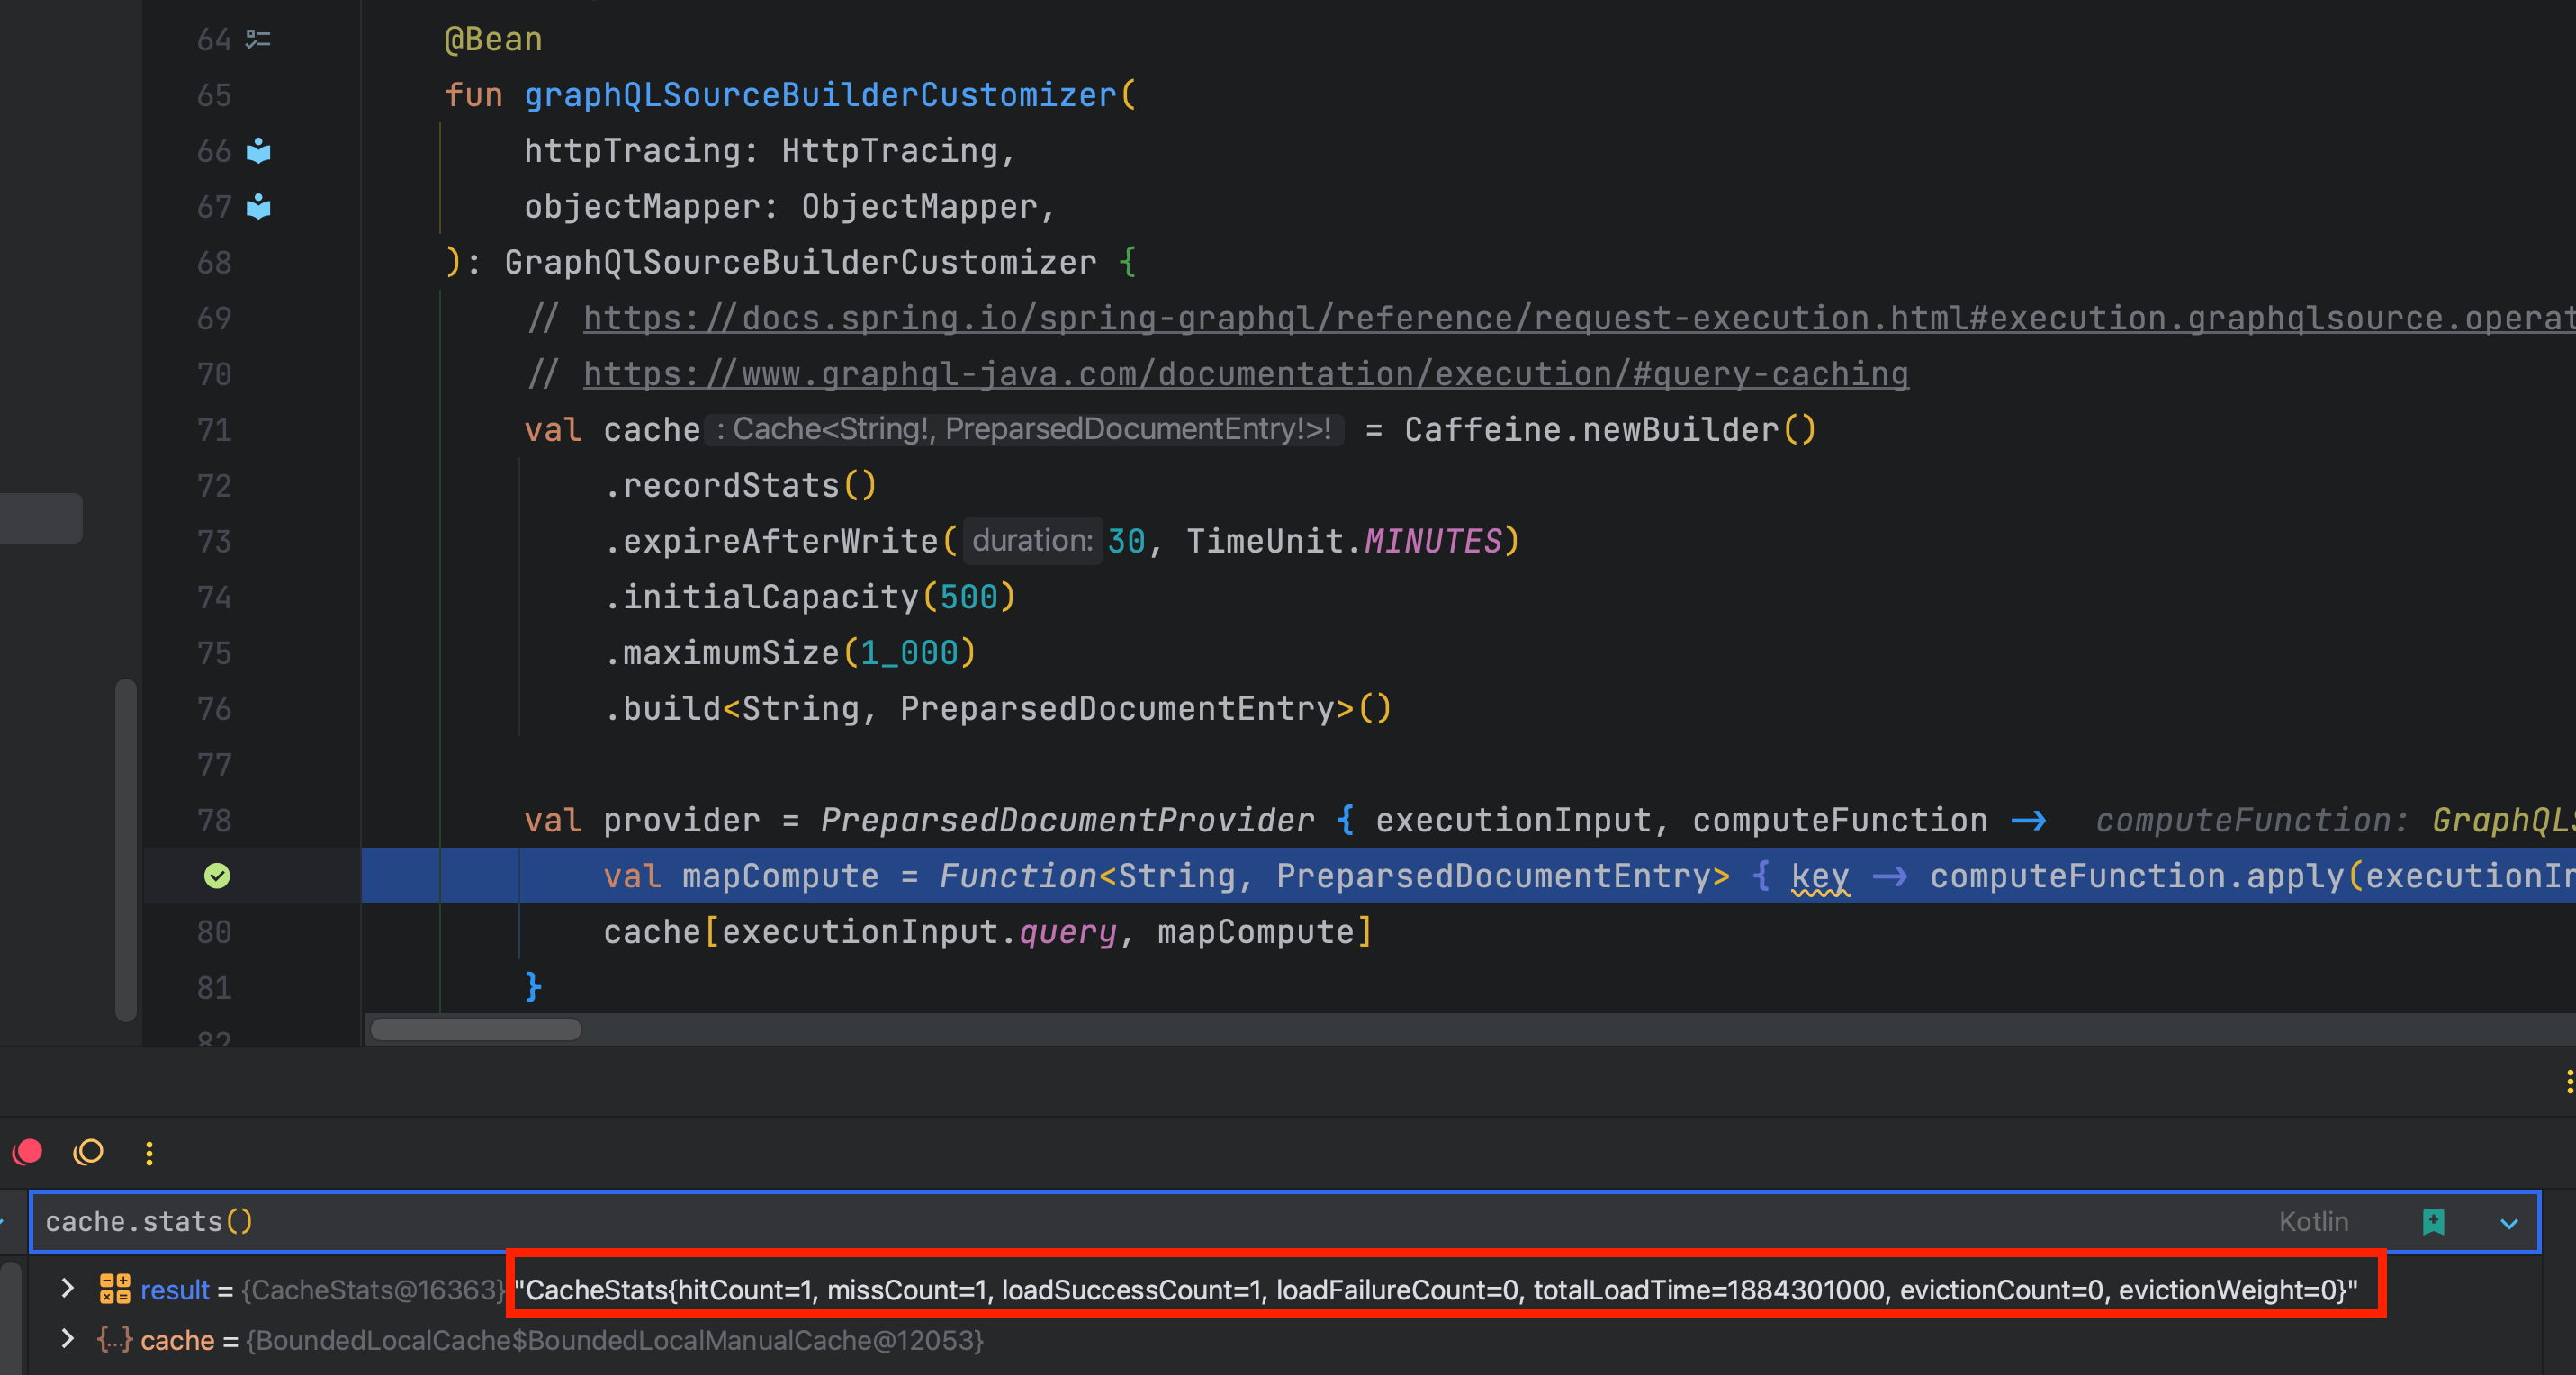 64 @Bean
65 fun graphQLSourceBuilderCustomizer(
66 httpTracing: HttpTracing,
67 objectMapper: ObjectMapper,
68 ): GraphQlSourceBuilderCustomizer {
69 // https://docs.spring.io/spring-graphql/reference/request-execution.html#execution.graphqlsource.operat
70 // https://www.graphql-java.com/documentation/execution/#query-caching
71 val cache : Cache<String!, PreparsedDocumentEntry!>! = Caffeine.newBuilder()
72 .recordStats()
73 .expireAfterWrite( duration: 30, TimeUnit.MINUTES)
74 .initialCapacity(500)
75 .maximumSize(1_000)
76 .build<String, PreparsedDocumentEntry>()
77
78 val provider = PreparsedDocumentProvider { executionInput, computeFunction -> computeFunction: GraphQLS
val mapCompute = Function<String, PreparsedDocumentEntry> { key -> computeFunction.apply(executionIn
80 cache[executionInput.query, mapCompute]
81 }
82
cache.stats() Kotlin
result = {CacheStats@16363} "CacheStats{hitCount=1, missCount=1, loadSuccessCount=1, loadFailureCount=0, totalLoadTime=1884301000, evictionCount=0, evictionWeight=0}"
cache = {BoundedLocalCache$BoundedLocalManualCache@12053}